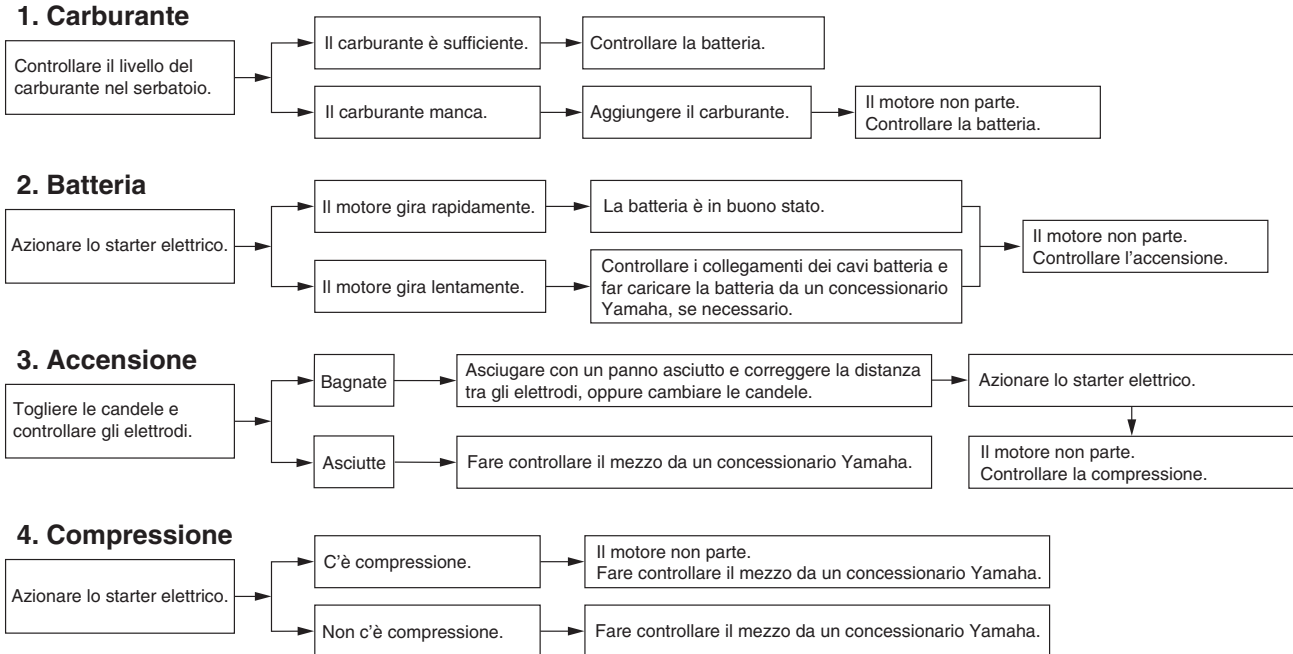 1. Carburante
Controllare il livello del
carburante nel serbatoio.
Il carburante è sufficiente.
Controllare la batteria.
Il carburante manca.
Aggiungere il carburante.
Il motore non parte.
Controllare la batteria.
2. Batteria
Azionare lo starter elettrico.
Il motore gira rapidamente.
La batteria è in buono stato.
Il motore gira lentamente.
Controllare i collegamenti dei cavi batteria e
far caricare la batteria da un concessionario
Yamaha, se necessario.
Il motore non parte.
Controllare l’accensione.
3. Accensione
Togliere le candele e
controllare gli elettrodi.
Bagnate
Asciugare con un panno asciutto e correggere la distanza
tra gli elettrodi, oppure cambiare le candele.
Azionare lo starter elettrico.
Il motore non parte.
Controllare la compressione.
Asciutte
Fare controllare il mezzo da un concessionario Yamaha.
4. Compressione
Azionare lo starter elettrico.
C’è compressione.
Il motore non parte.
Fare controllare il mezzo da un concessionario Yamaha.
Non c’è compressione.
Fare controllare il mezzo da un concessionario Yamaha.